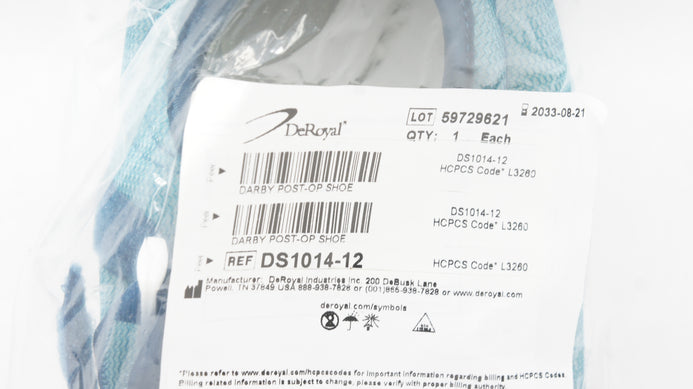 DeRoyal®
LOT 59729621
2033-08-21
QTY: 1 Each
Peel
DS1014-12
HCPCS Code* L3260
DARBY POST-OP SHOE
Peel
DS1014-12
HCPCS Code* L3260
DARBY POST-OP SHOE
Peel
REF DS1014-12
HCPCS Code* L3260
Manufacturer: DeRoyal Industries Inc. 200 DeBusk Lane
Powell, TN 37849 USA 888-938-7828 or (001)865-938-7828 or www.deroyal.com
deroyal.com/symbols
*Please refer to www.deroyal.com/hcpcscodes for important information regarding billing and HCPCS Codes.
Billing related information is subject to change, please verify with proper billing authority.